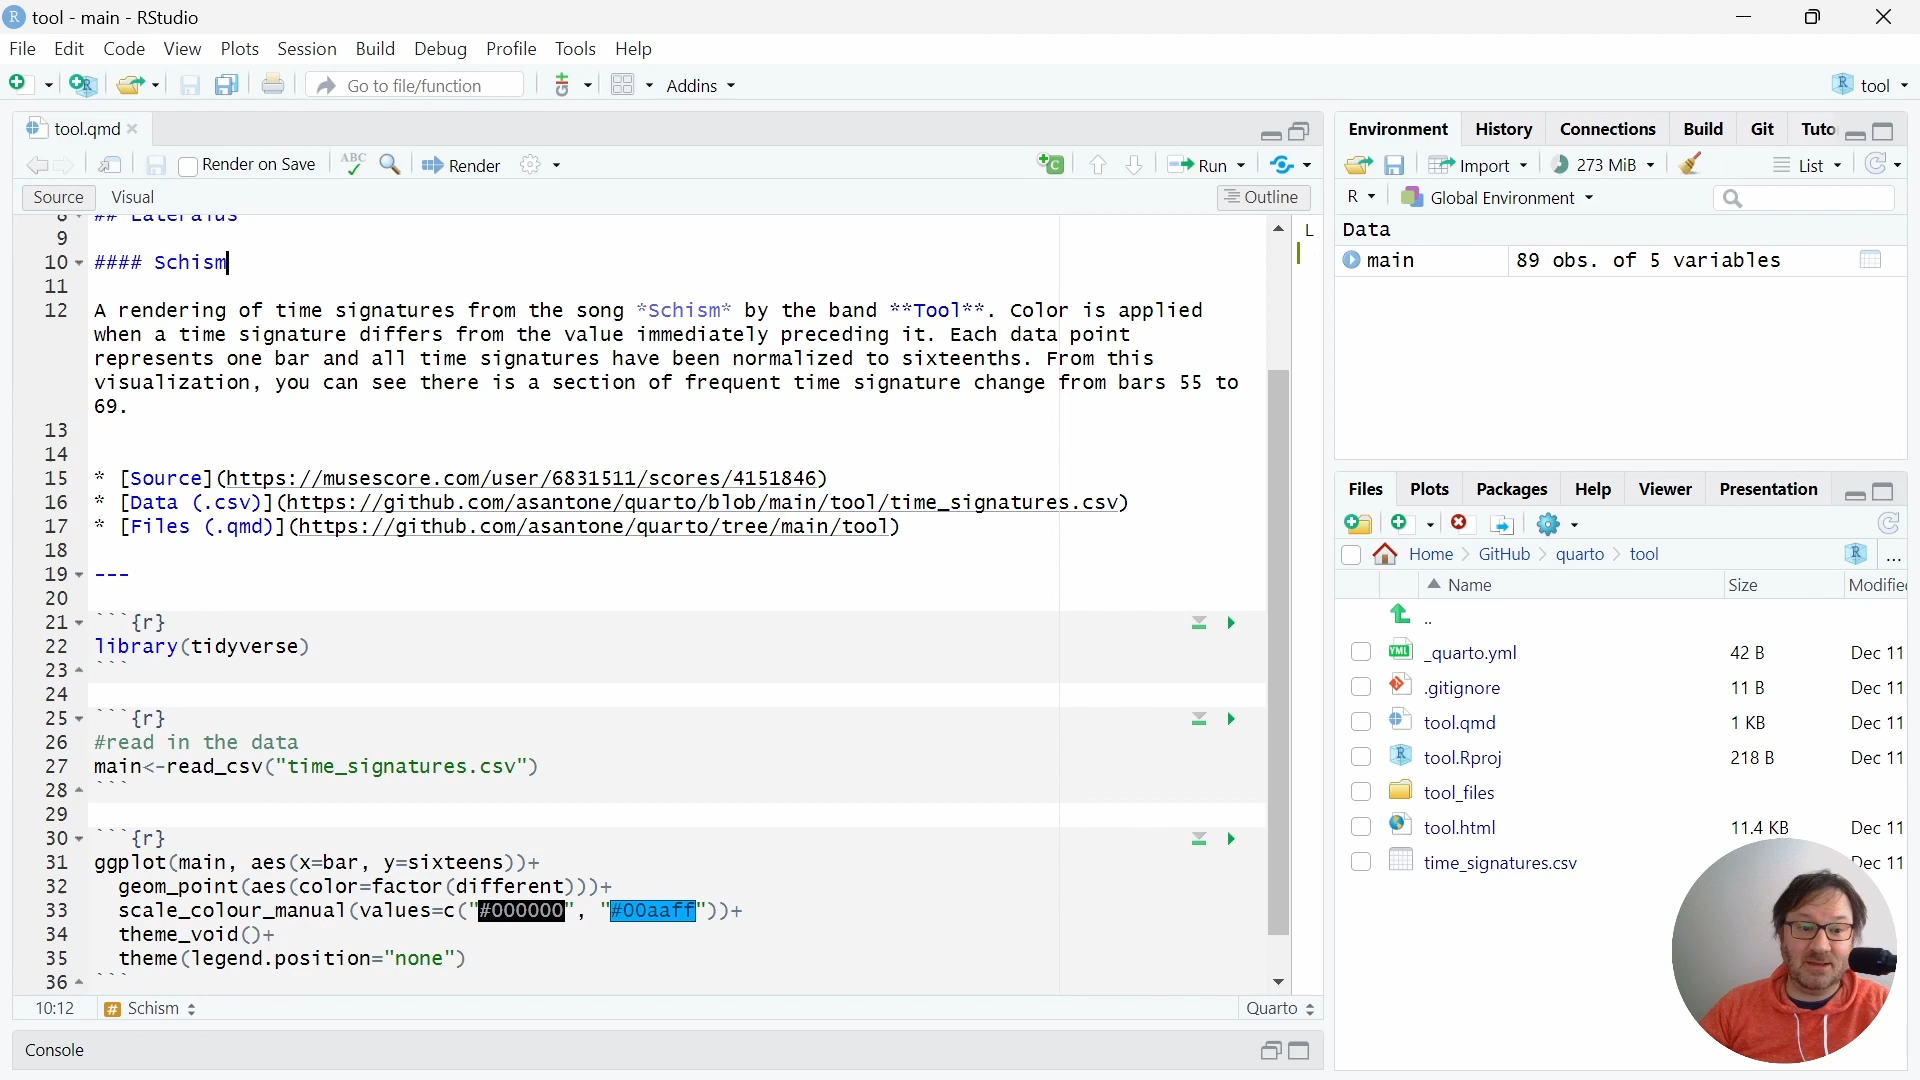 tool - main - RStudio
File Edit Code View Plots Session Build Debug Profile Tools Help
Go to file/function Addins tool
tool.qmd
Render on Save ABC Render Run
Source Visual Outline
8 ## Lateralus
9
10 #### Schism
11
12 A rendering of time signatures from the song *Schism* by the band **Tool**. Color is applied
when a time signature differs from the value immediately preceding it. Each data point
represents one bar and all time signatures have been normalized to sixteenths. From this
visualization, you can see there is a section of frequent time signature change from bars 55 to
69.
13
14
15 * [Source](https://musescore.com/user/6831511/scores/4151846)
16 * [Data (.csv)](https://github.com/asantone/quarto/blob/main/tool/time_signatures.csv)
17 * [Files (.qmd)](https://github.com/asantone/quarto/tree/main/tool)
18
19 ---
20
21 ```{r}
22 library(tidyverse)
23 ```
24
25 ```{r}
26 #read in the data
27 main<-read_csv("time_signatures.csv")
28 ```
29
30 ```{r}
31 ggplot(main, aes(x=bar, y=sixteens))+
32 geom_point(aes(color=factor(different)))+
33 scale_colour_manual(values=c("#000000", "#00aaff"))+
34 theme_void()+
35 theme(legend.position="none")
36 ```
10:12 # Schism Quarto
Console
L
Environment History Connections Build Git Tuto
Import 273 MiB List
R Global Environment
Data
main 89 obs. of 5 variables
Files Plots Packages Help Viewer Presentation
Home GitHub quarto tool ...
Name Size Modifie
..
_quarto.yml 42 B Dec 11
.gitignore 11 B Dec 11
tool.qmd 1 KB Dec 11
tool.Rproj 218 B Dec 11
tool_files
tool.html 11.4 KB Dec 11
time_signatures.csv Dec 11